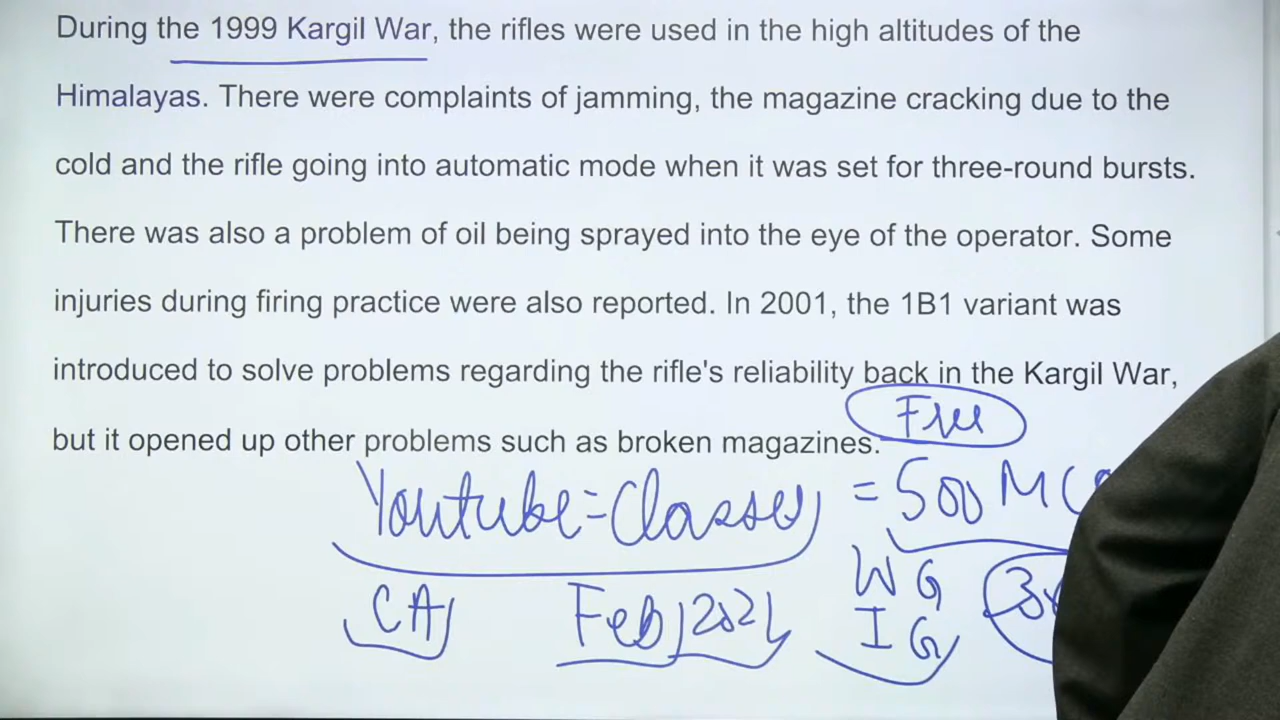 During the 1999 Kargil War, the rifles were used in the high altitudes of the
Himalayas. There were complaints of jamming, the magazine cracking due to the
cold and the rifle going into automatic mode when it was set for three-round bursts.
There was also a problem of oil being sprayed into the eye of the operator. Some
injuries during firing practice were also reported. In 2001, the 1B1 variant was
introduced to solve problems regarding the rifle's reliability back in the Kargil War,
but it opened up other problems such as broken magazines.
Free
Youtube = Classes = 500 M
CA Feb 2021 WG
IG